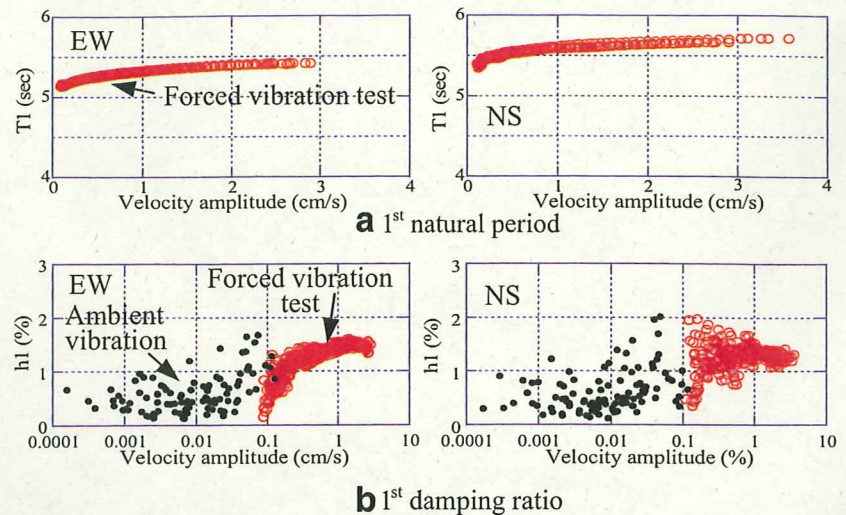 6
5
4
T1 (sec)
EW
Forced vibration test
0 1 2 3 4
Velocity amplitude (cm/s)
6
5
4
T1 (sec)
NS
0 1 2 3 4
Velocity amplitude (cm/s)
a 1st natural period
3
2
1
0
h1 (%)
EW
Ambient
vibration
Forced vibration
test
0.0001 0.001 0.01 0.1 1 10
Velocity amplitude (cm/s)
3
2
1
0
h1 (%)
NS
0.0001 0.001 0.01 0.1 1 10
Velocity amplitude (%)
b 1st damping ratio